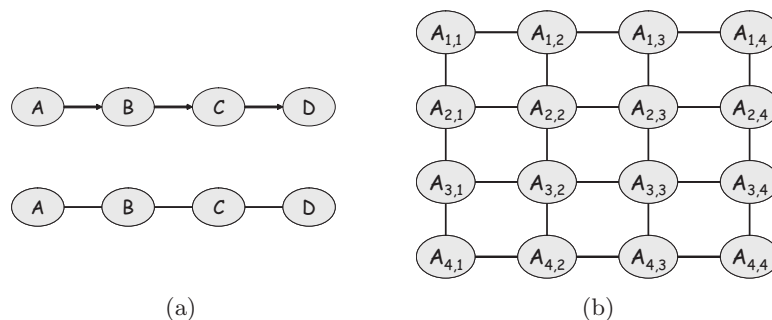 A B C D
A B C D
(a)
A1,1 A1,2 A1,3 A1,4
A2,1 A2,2 A2,3 A2,4
A3,1 A3,2 A3,3 A3,4
A4,1 A4,2 A4,3 A4,4
(b)